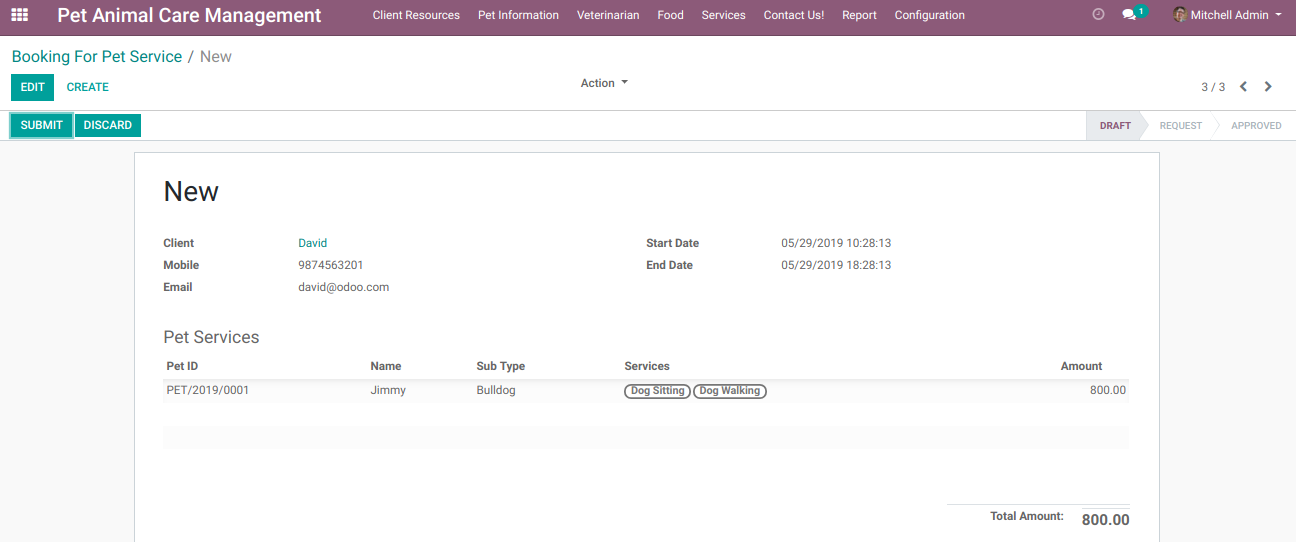 Pet Animal Care Management Client Resources Pet Information Veterinarian Food Services Contact Us! Report Configuration 1 Mitchell Admin
Booking For Pet Service / New
EDIT CREATE Action 3 / 3
SUBMIT DISCARD DRAFT REQUEST APPROVED
New
Client David Start Date 05/29/2019 10:28:13
Mobile 9874563201 End Date 05/29/2019 18:28:13
Email david@odoo.com
Pet Services
Pet ID Name Sub Type Services Amount
PET/2019/0001 Jimmy Bulldog Dog Sitting Dog Walking 800.00
Total Amount: 800.00